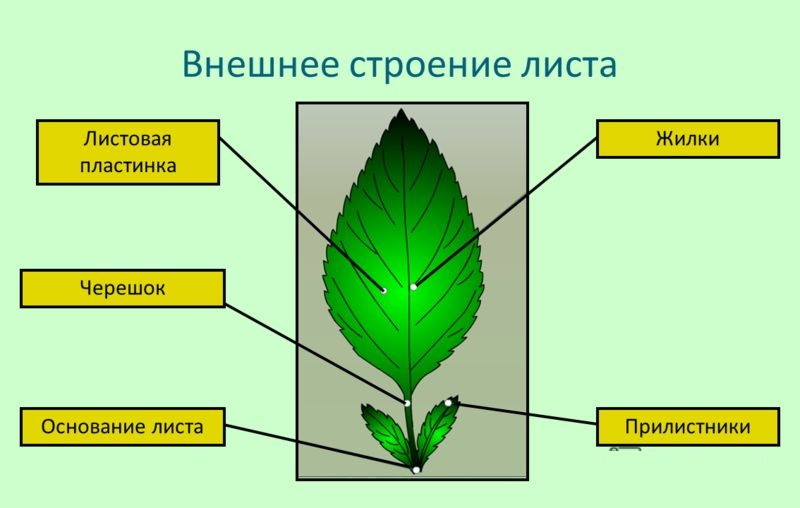 Внешнее строение листа
Листовая
пластинка
Жилки
Черешок
Основание листа
Прилистники